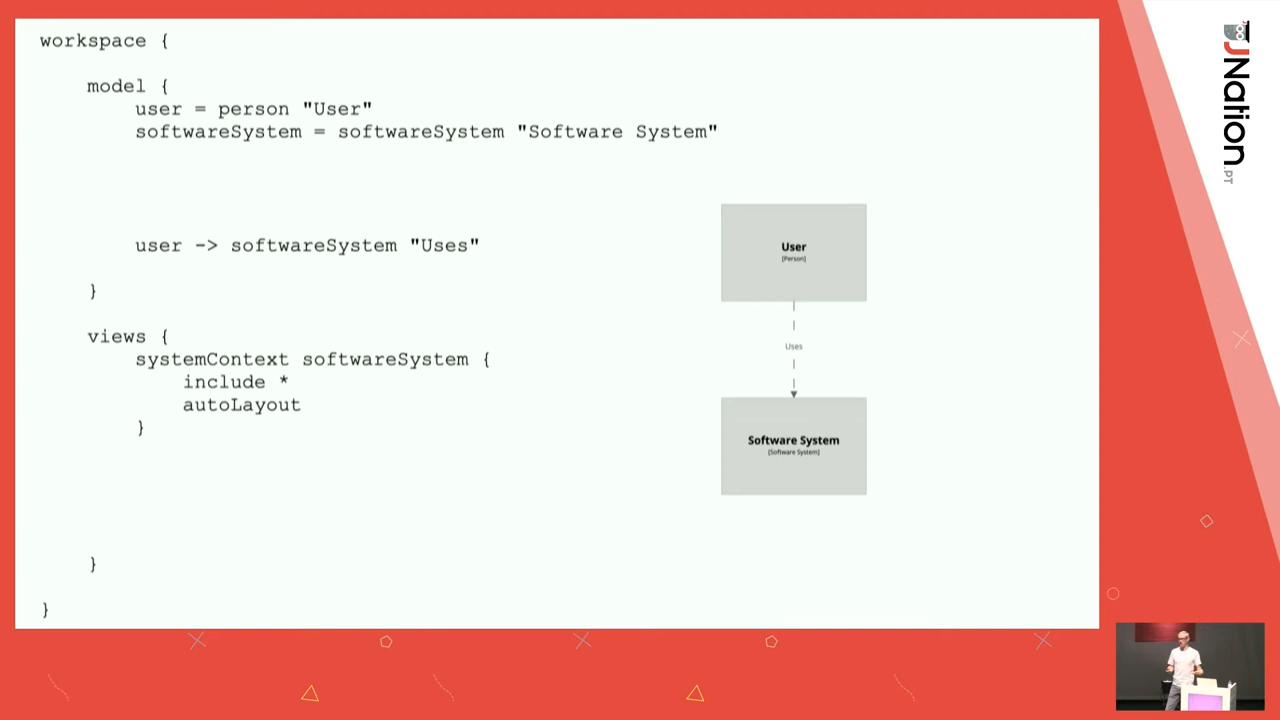 workspace {
model {
user = person "User"
softwareSystem = softwareSystem "Software System"
user -> softwareSystem "Uses"
}
views {
systemContext softwareSystem {
include *
autoLayout
}
}
}
User
[Person]
Uses
Software System
[Software System]
JNation
.PT